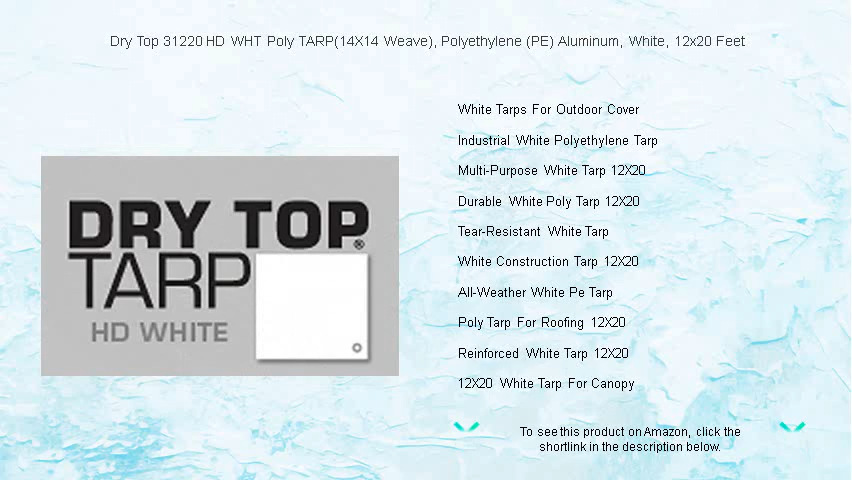 Dry Top 31220 HD WHT Poly TARP(14X14 Weave), Polyethylene (PE) Aluminum, White, 12x20 Feet
White Tarps For Outdoor Cover
Industrial White Polyethylene Tarp
Multi-Purpose White Tarp 12X20
Durable White Poly Tarp 12X20
Tear-Resistant White Tarp
White Construction Tarp 12X20
All-Weather White Pe Tarp
Poly Tarp For Roofing 12X20
Reinforced White Tarp 12X20
12X20 White Tarp For Canopy
DRY TOP®
TARP
HD WHITE
To see this product on Amazon, click the
shortlink in the description below.